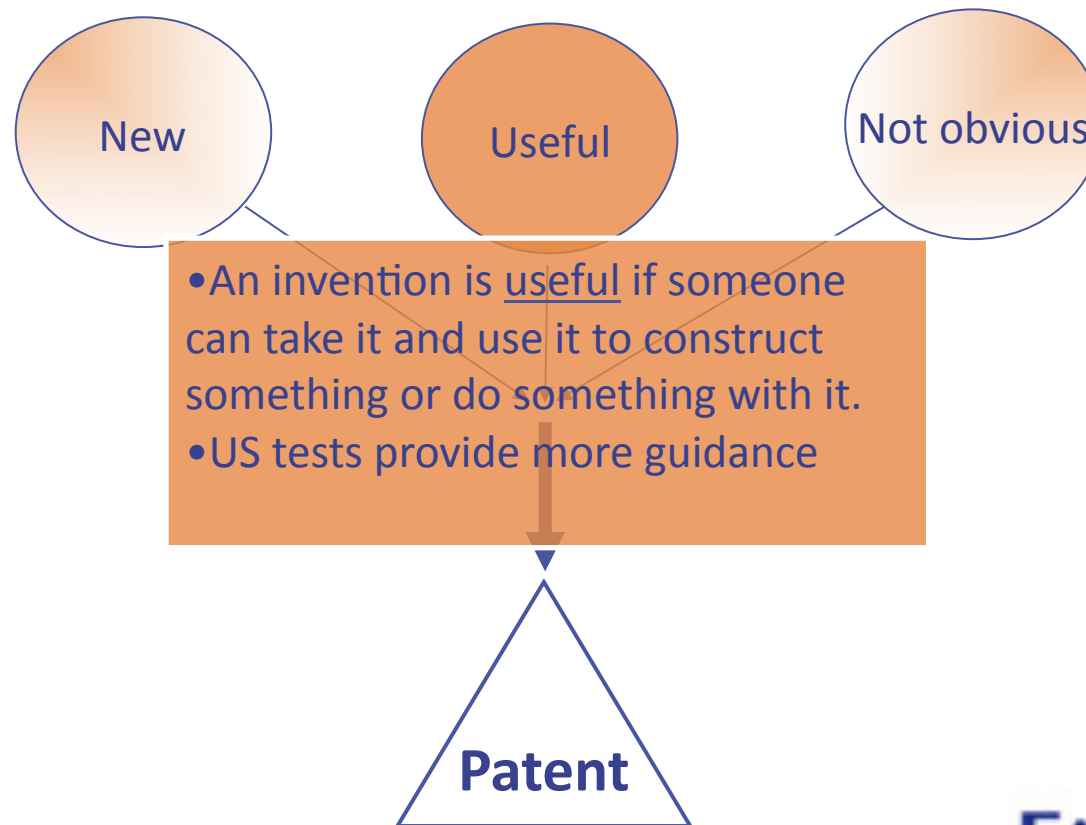 New
Useful
Not obvious
•An invention is useful if someone
can take it and use it to construct
something or do something with it.
•US tests provide more guidance
Patent